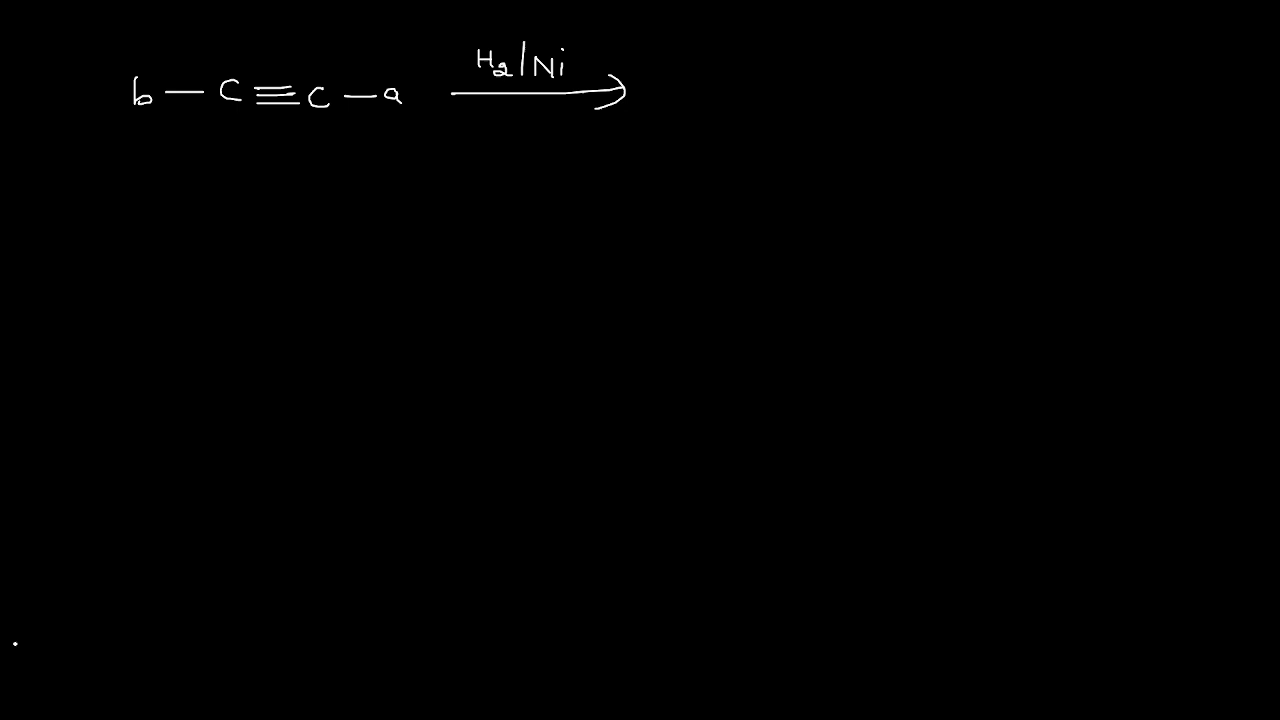 H₂/Ni
b — C ≡ C — a ⟶